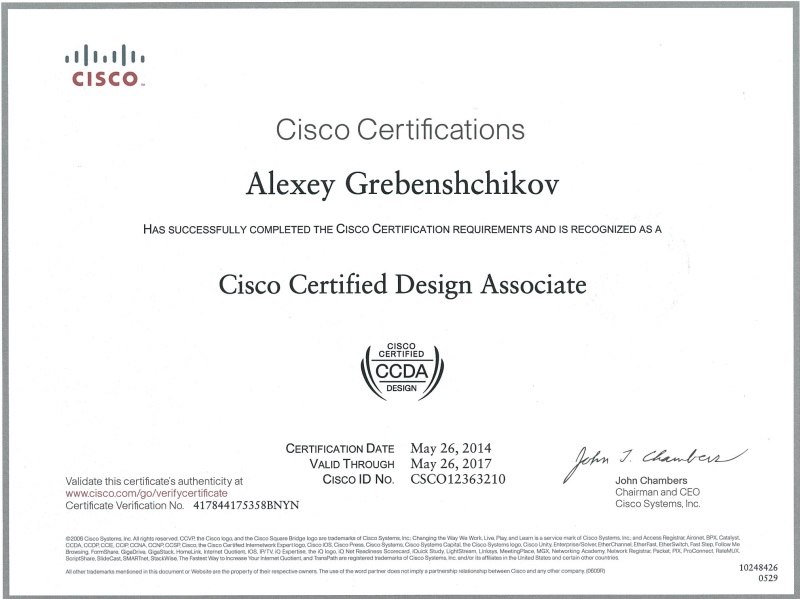 CISCO™
Cisco Certifications
Alexey Grebenshchikov
HAS SUCCESSFULLY COMPLETED THE CISCO CERTIFICATION REQUIREMENTS AND IS RECOGNIZED AS A
Cisco Certified Design Associate
CISCO
CERTIFIED
CCDA
DESIGN
CERTIFICATION DATE May 26, 2014
VALID THROUGH May 26, 2017
CISCO ID NO. CSCO12363210
Validate this certificate's authenticity at
www.cisco.com/go/verifycertificate
Certificate Verification No. 417844175358BNYN
John T. Chambers
John Chambers
Chairman and CEO
Cisco Systems, Inc.
©2006 Cisco Systems, Inc. All rights reserved. CCVP, the Cisco logo, and the Cisco Square Bridge logo are trademarks of Cisco Systems, Inc.; Changing the Way We Work, Live, Play, and Learn is a service mark of Cisco Systems, Inc.; and Access Registrar, Aironet, BPX, Catalyst,
CCDA, CCDP, CCIE, CCIP, CCNA, CCNP, CCSP, Cisco, the Cisco Certified Internetwork Expert logo, Cisco IOS, Cisco Press, Cisco Systems, Cisco Systems Capital, the Cisco Systems logo, Cisco Unity, Enterprise/Solver, EtherChannel, EtherFast, EtherSwitch, Fast Step, Follow Me
Browsing, FormShare, GigaDrive, GigaStack, HomeLink, Internet Quotient, IOS, IP/TV, iQ Expertise, the iQ logo, iQ Net Readiness Scorecard, iQuick Study, LightStream, Linksys, MeetingPlace, MGX, Networking Academy, Network Registrar, Packet, PIX, ProConnect, RateMUX,
ScriptShare, SlideCast, SMARTnet, StackWise, The Fastest Way to Increase Your Internet Quotient, and TransPath are registered trademarks of Cisco Systems, Inc. and/or its affiliates in the United States and certain other countries.
All other trademarks mentioned in this document or Website are the property of their respective owners. The use of the word partner does not imply a partnership relationship between Cisco and any other company. (0609R)
10248426
0529